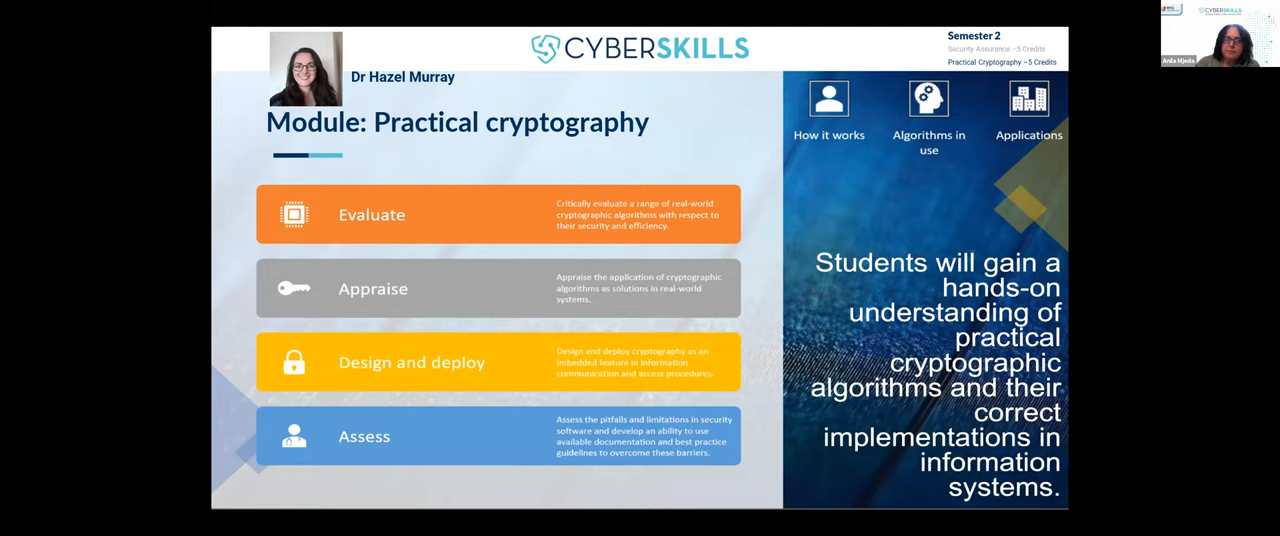 CYBERSKILLS
Semester 2
Security Assurance –5 Credits
Practical Cryptography –5 Credits
Dr Hazel Murray
Module: Practical cryptography
Evaluate
Critically evaluate a range of real-world
cryptographic algorithms with respect to
their security and efficiency.
Appraise
Appraise the application of cryptographic
algorithms as solutions in real-world
systems.
Design and deploy
Design and deploy cryptography as an
imbedded feature in information
communication and access procedures.
Assess
Assess the pitfalls and limitations in security
software and develop an ability to use
available documentation and best practice
guidelines to overcome these barriers.
How it works
Algorithms in
use
Applications
Students will gain a
hands-on
understanding of
practical
cryptographic
algorithms and their
correct
implementations in
information
systems.
CYBERSKILLS
Anila Mjeda